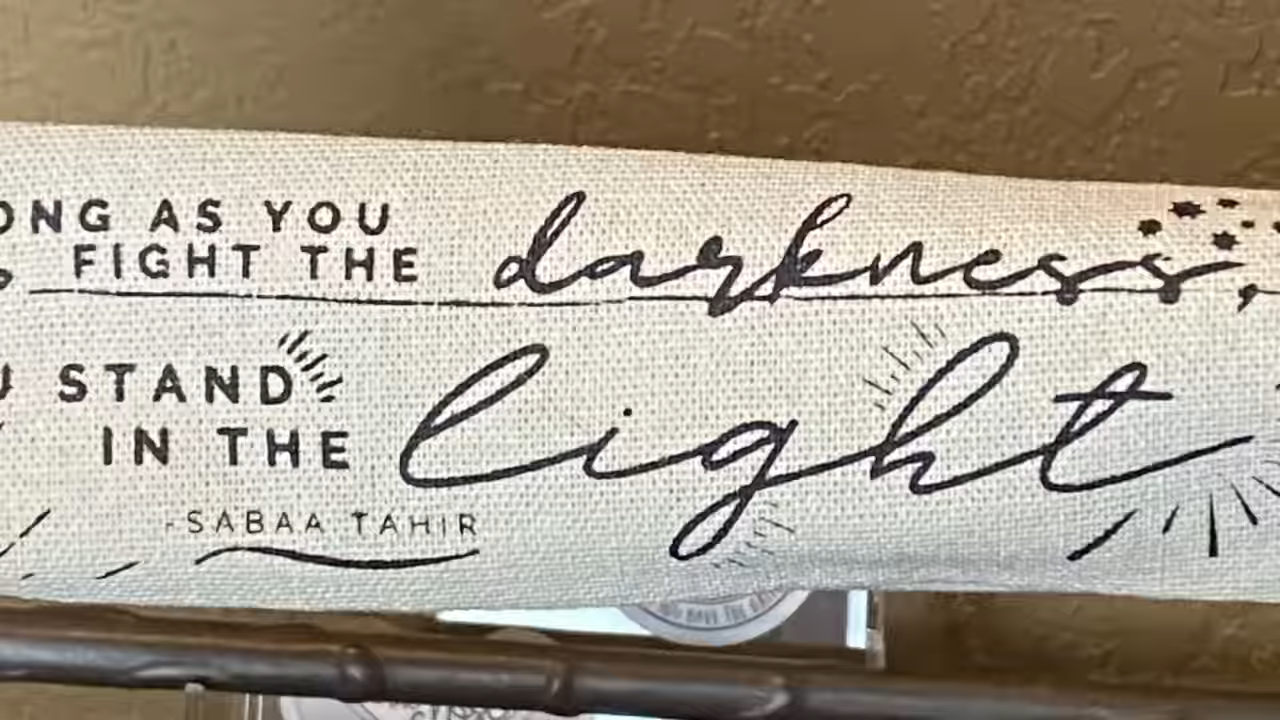 ONG AS YOU
FIGHT THE darkness,
U STAND
IN THE light
-SABAA TAHIR